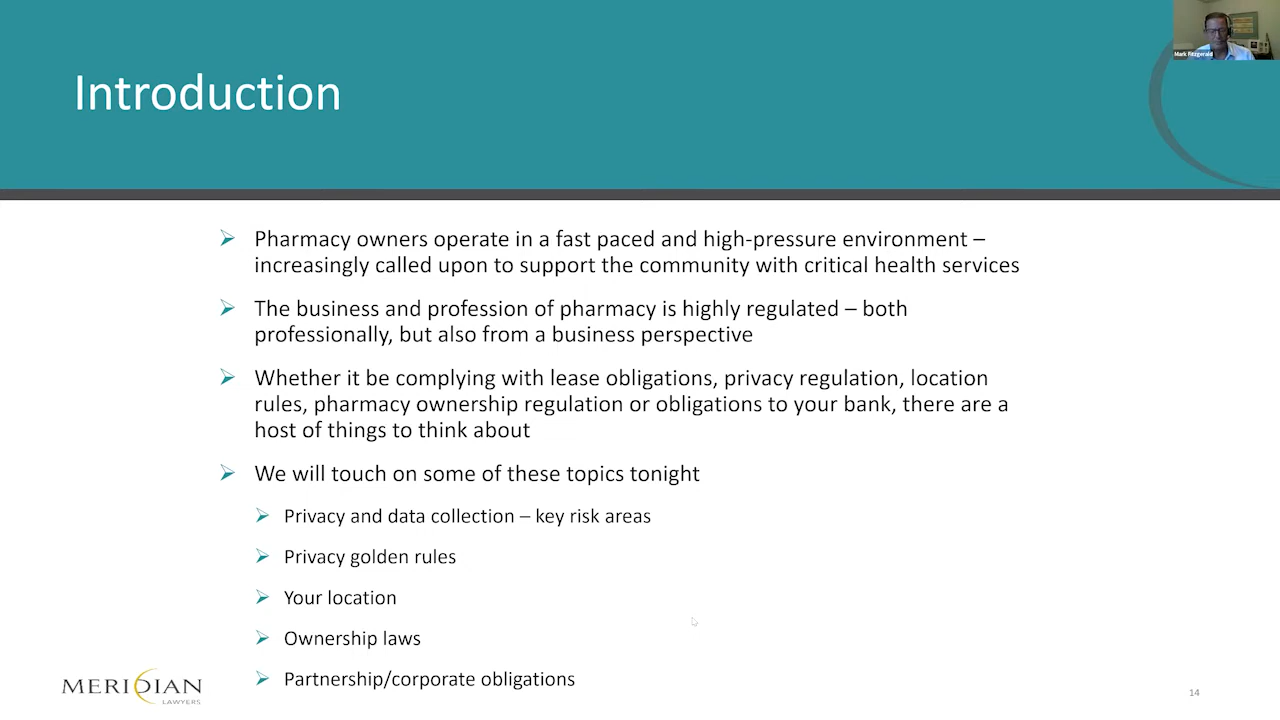 Mark Fitzgerald
Introduction
Pharmacy owners operate in a fast paced and high-pressure environment –
increasingly called upon to support the community with critical health services
The business and profession of pharmacy is highly regulated – both
professionally, but also from a business perspective
Whether it be complying with lease obligations, privacy regulation, location
rules, pharmacy ownership regulation or obligations to your bank, there are a
host of things to think about
We will touch on some of these topics tonight
Privacy and data collection – key risk areas
Privacy golden rules
Your location
Ownership laws
Partnership/corporate obligations
MERIDIAN
LAWYERS
14